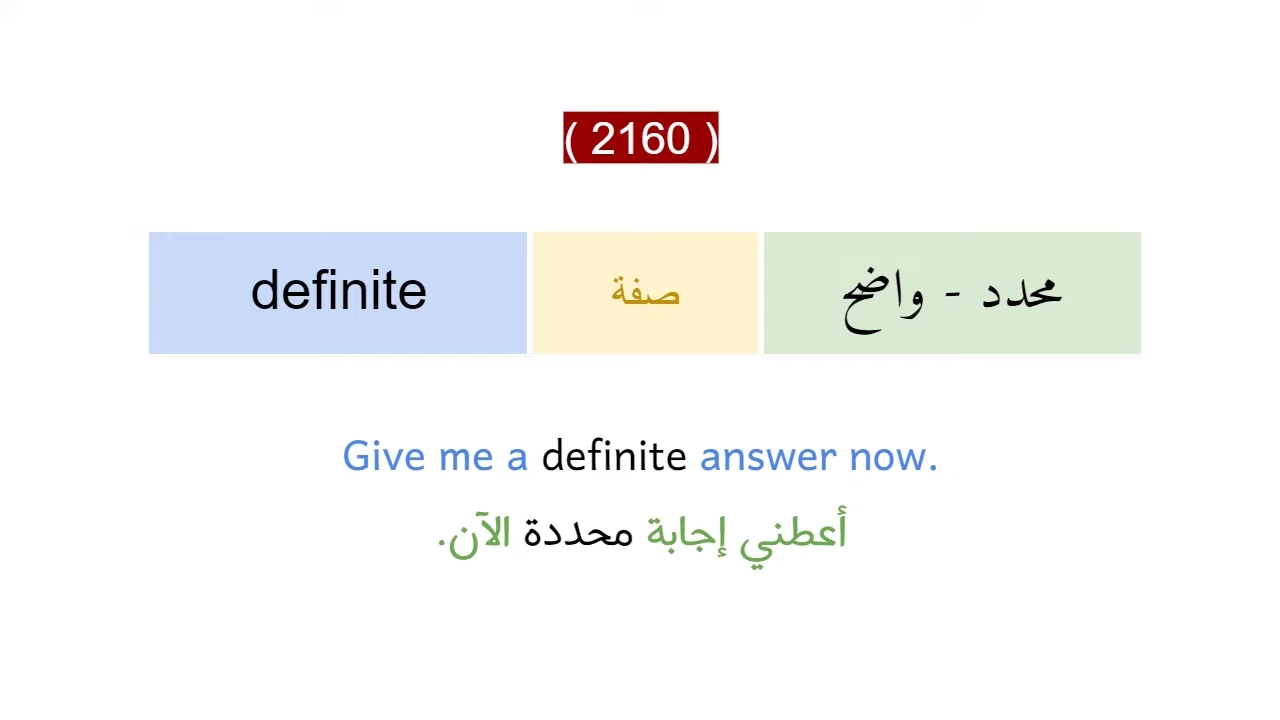 ( 2160 )
definite صفة محدد - واضح
Give me a definite answer now.
أعطني إجابة محددة الآن.